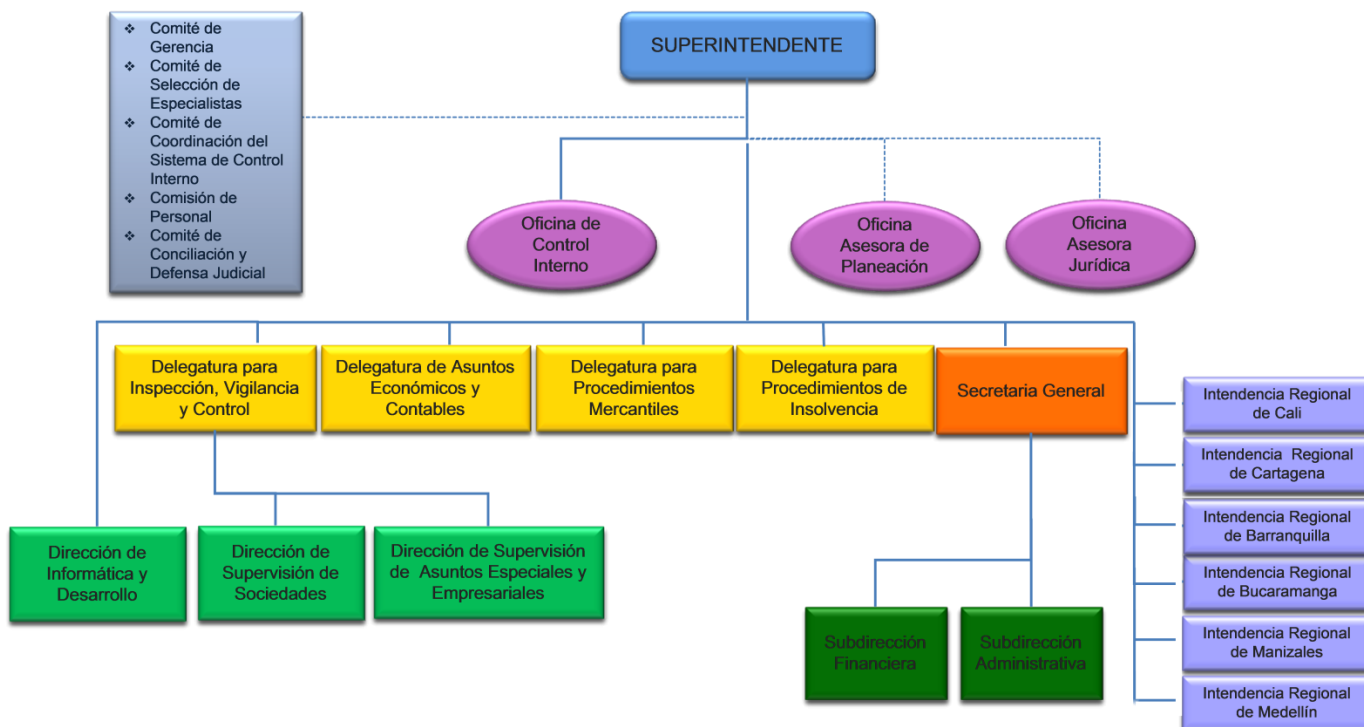 ❖ Comité de
Gerencia
❖ Comité de
Selección de
Especialistas
❖ Comité de
Coordinación del
Sistema de Control
Interno
❖ Comisión de
Personal
❖ Comité de
Conciliación y
Defensa Judicial
SUPERINTENDENTE
Oficina de
Control
Interno
Oficina
Asesora de
Planeación
Oficina
Asesora
Jurídica
Delegatura para
Inspección, Vigilancia
y Control
Delegatura de Asuntos
Económicos y
Contables
Delegatura para
Procedimientos
Mercantiles
Delegatura para
Procedimientos de
Insolvencia
Secretaria General
Intendencia Regional
de Cali
Intendencia Regional
de Cartagena
Intendencia Regional
de Barranquilla
Intendencia Regional
de Bucaramanga
Intendencia Regional
de Manizales
Intendencia Regional
de Medellín
Dirección de
Informática y
Desarrollo
Dirección de
Supervisión de
Sociedades
Dirección de Supervisión
de Asuntos Especiales y
Empresariales
Subdirección
Financiera
Subdirección
Administrativa